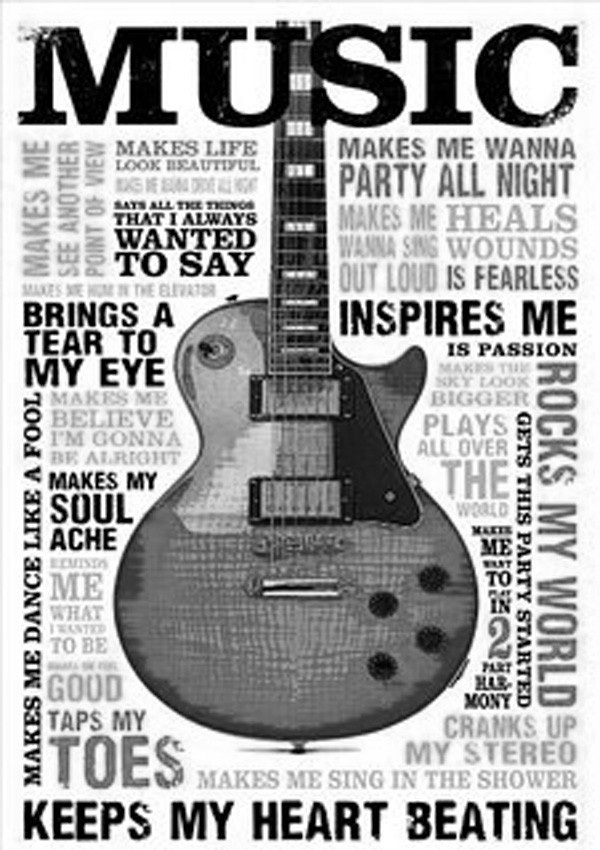 MUSIC
MAKES ME
SEE ANOTHER
POINT OF VIEW
MAKES LIFE
LOOK BEAUTIFUL
MAKES ME WANNA DRIVE ALL NIGHT
SAYS ALL THE THINGS
THAT I ALWAYS
WANTED
TO SAY
MAKES ME HUM IN THE ELEVATOR
BRINGS A
TEAR TO
MY EYE
MAKES ME DANCE LIKE A FOOL
MAKES ME
BELIEVE
I'M GONNA
BE ALRIGHT
MAKES MY
SOUL
ACHE
REMINDS
ME
WHAT
I WANTED
TO BE
MAKES ME FEEL
GOOD
TAPS MY
TOES
MAKES ME WANNA
PARTY ALL NIGHT
MAKES ME
WANNA SING
OUT LOUD
HEALS
WOUNDS
IS FEARLESS
INSPIRES ME
IS PASSION
MAKES THE
SKY LOOK
BIGGER
PLAYS
ALL OVER
THE
WORLD
ROCKS MY WORLD
GETS THIS PARTY STARTED
MAKES
ME
WANT
TO
PLAY
IN
2
PART
HAR-
MONY
CRANKS UP
MY STEREO
MAKES ME SING IN THE SHOWER
KEEPS MY HEART BEATING